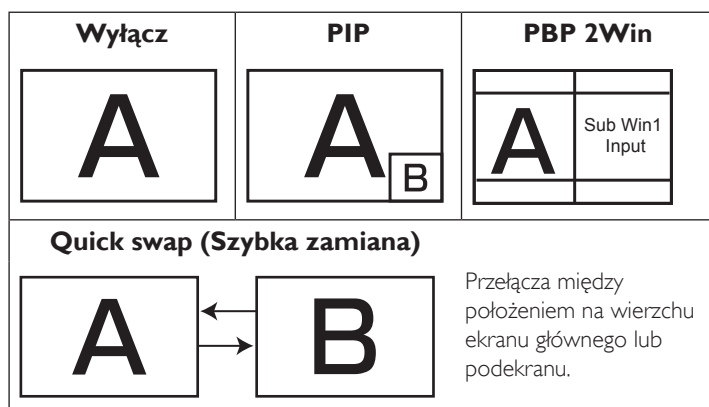 Wyłącz
PIP
PBP 2Win
A
A
B
A
Sub Win1
Input
Quick swap (Szybka zamiana)
A
B
Przełącza między
położeniem na wierzchu
ekranu głównego lub
podekranu.